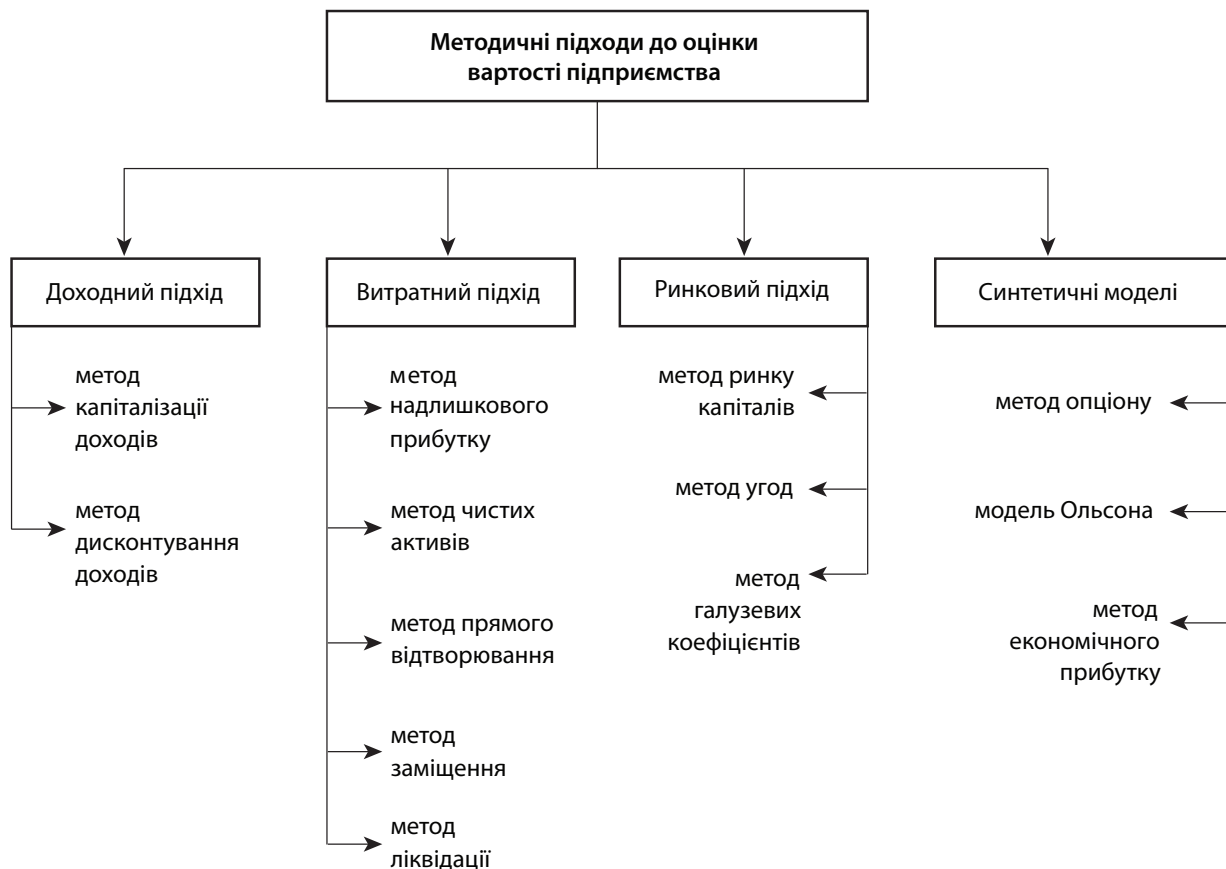 Методичні підходи до оцінки
вартості підприємства
Доходний підхід
метод
капіталізації
доходів
метод
дисконтування
доходів
Витратний підхід
метод
надлишкового
прибутку
метод чистих
активів
метод прямого
відтворювання
метод
заміщення
метод
ліквідації
Ринковий підхід
метод ринку
капіталів
метод угод
метод
галузевих
коефіцієнтів
Синтетичні моделі
метод опціону
модель Ольсона
метод
економічного
прибутку